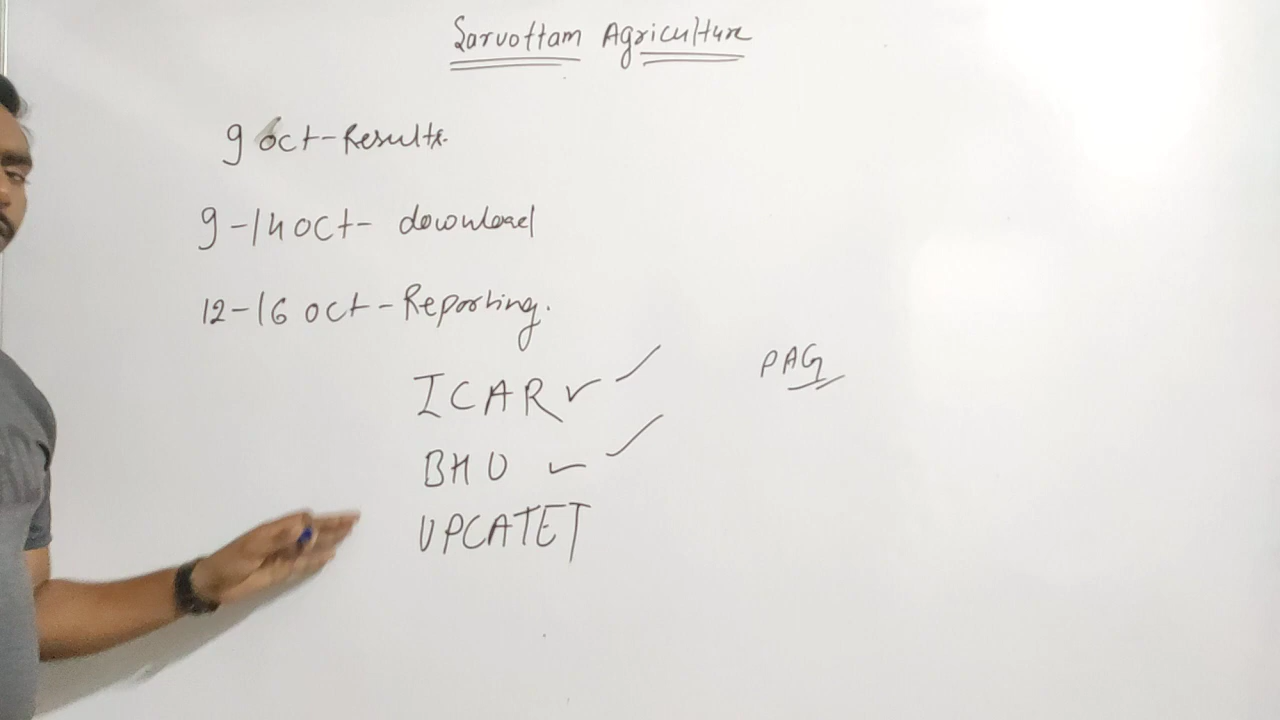 Sarvottam Agriculture
9 Oct-Results.
9-14 oct- download
12-16 oct-Reporting.
ICAR ✓
PAG
BHU ✓
UPCATET